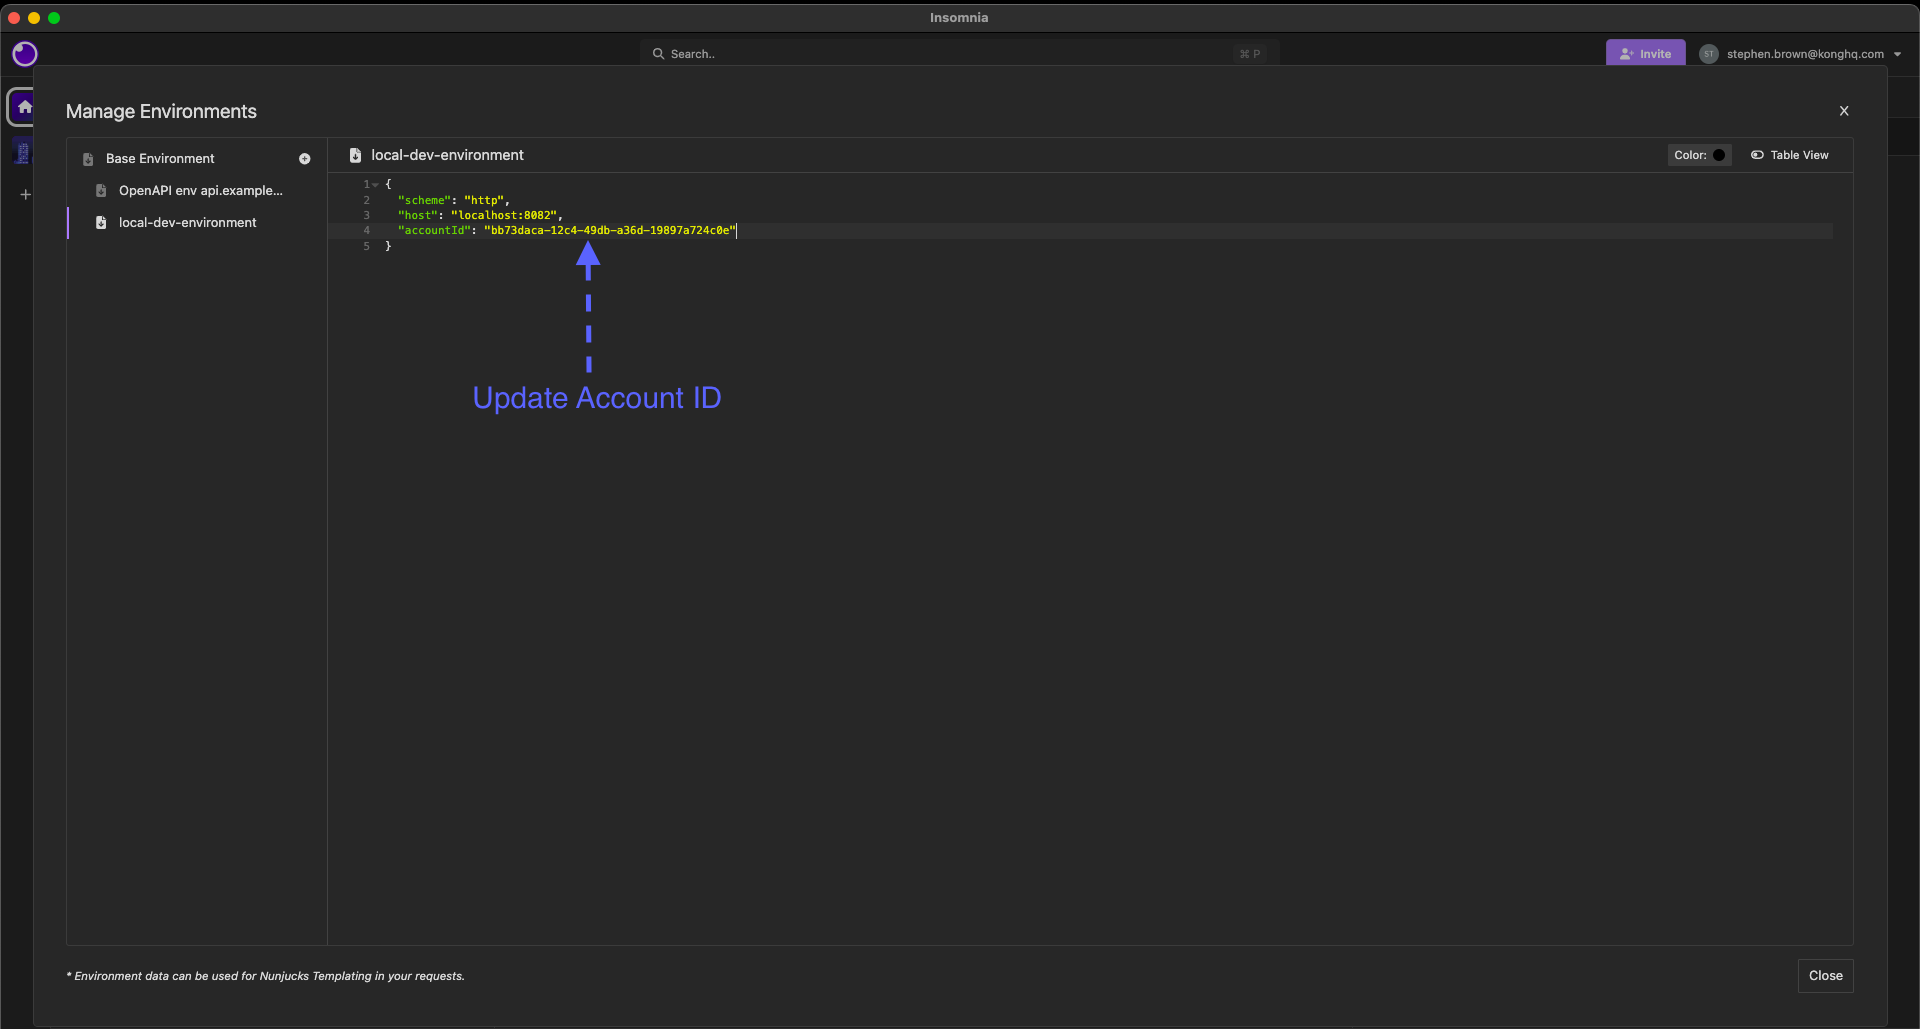 Insomnia
Search..
⌘ P
Invite
ST
stephen.brown@konghq.com
Manage Environments
X
Base Environment
OpenAPI env api.example...
local-dev-environment
local-dev-environment
Color:
Table View
1 {
2 "scheme": "http",
3 "host": "localhost:8082",
4 "accountId": "bb73daca-12c4-49db-a36d-19897a724c0e"
5 }
Update Account ID
* Environment data can be used for Nunjucks Templating in your requests.
Close